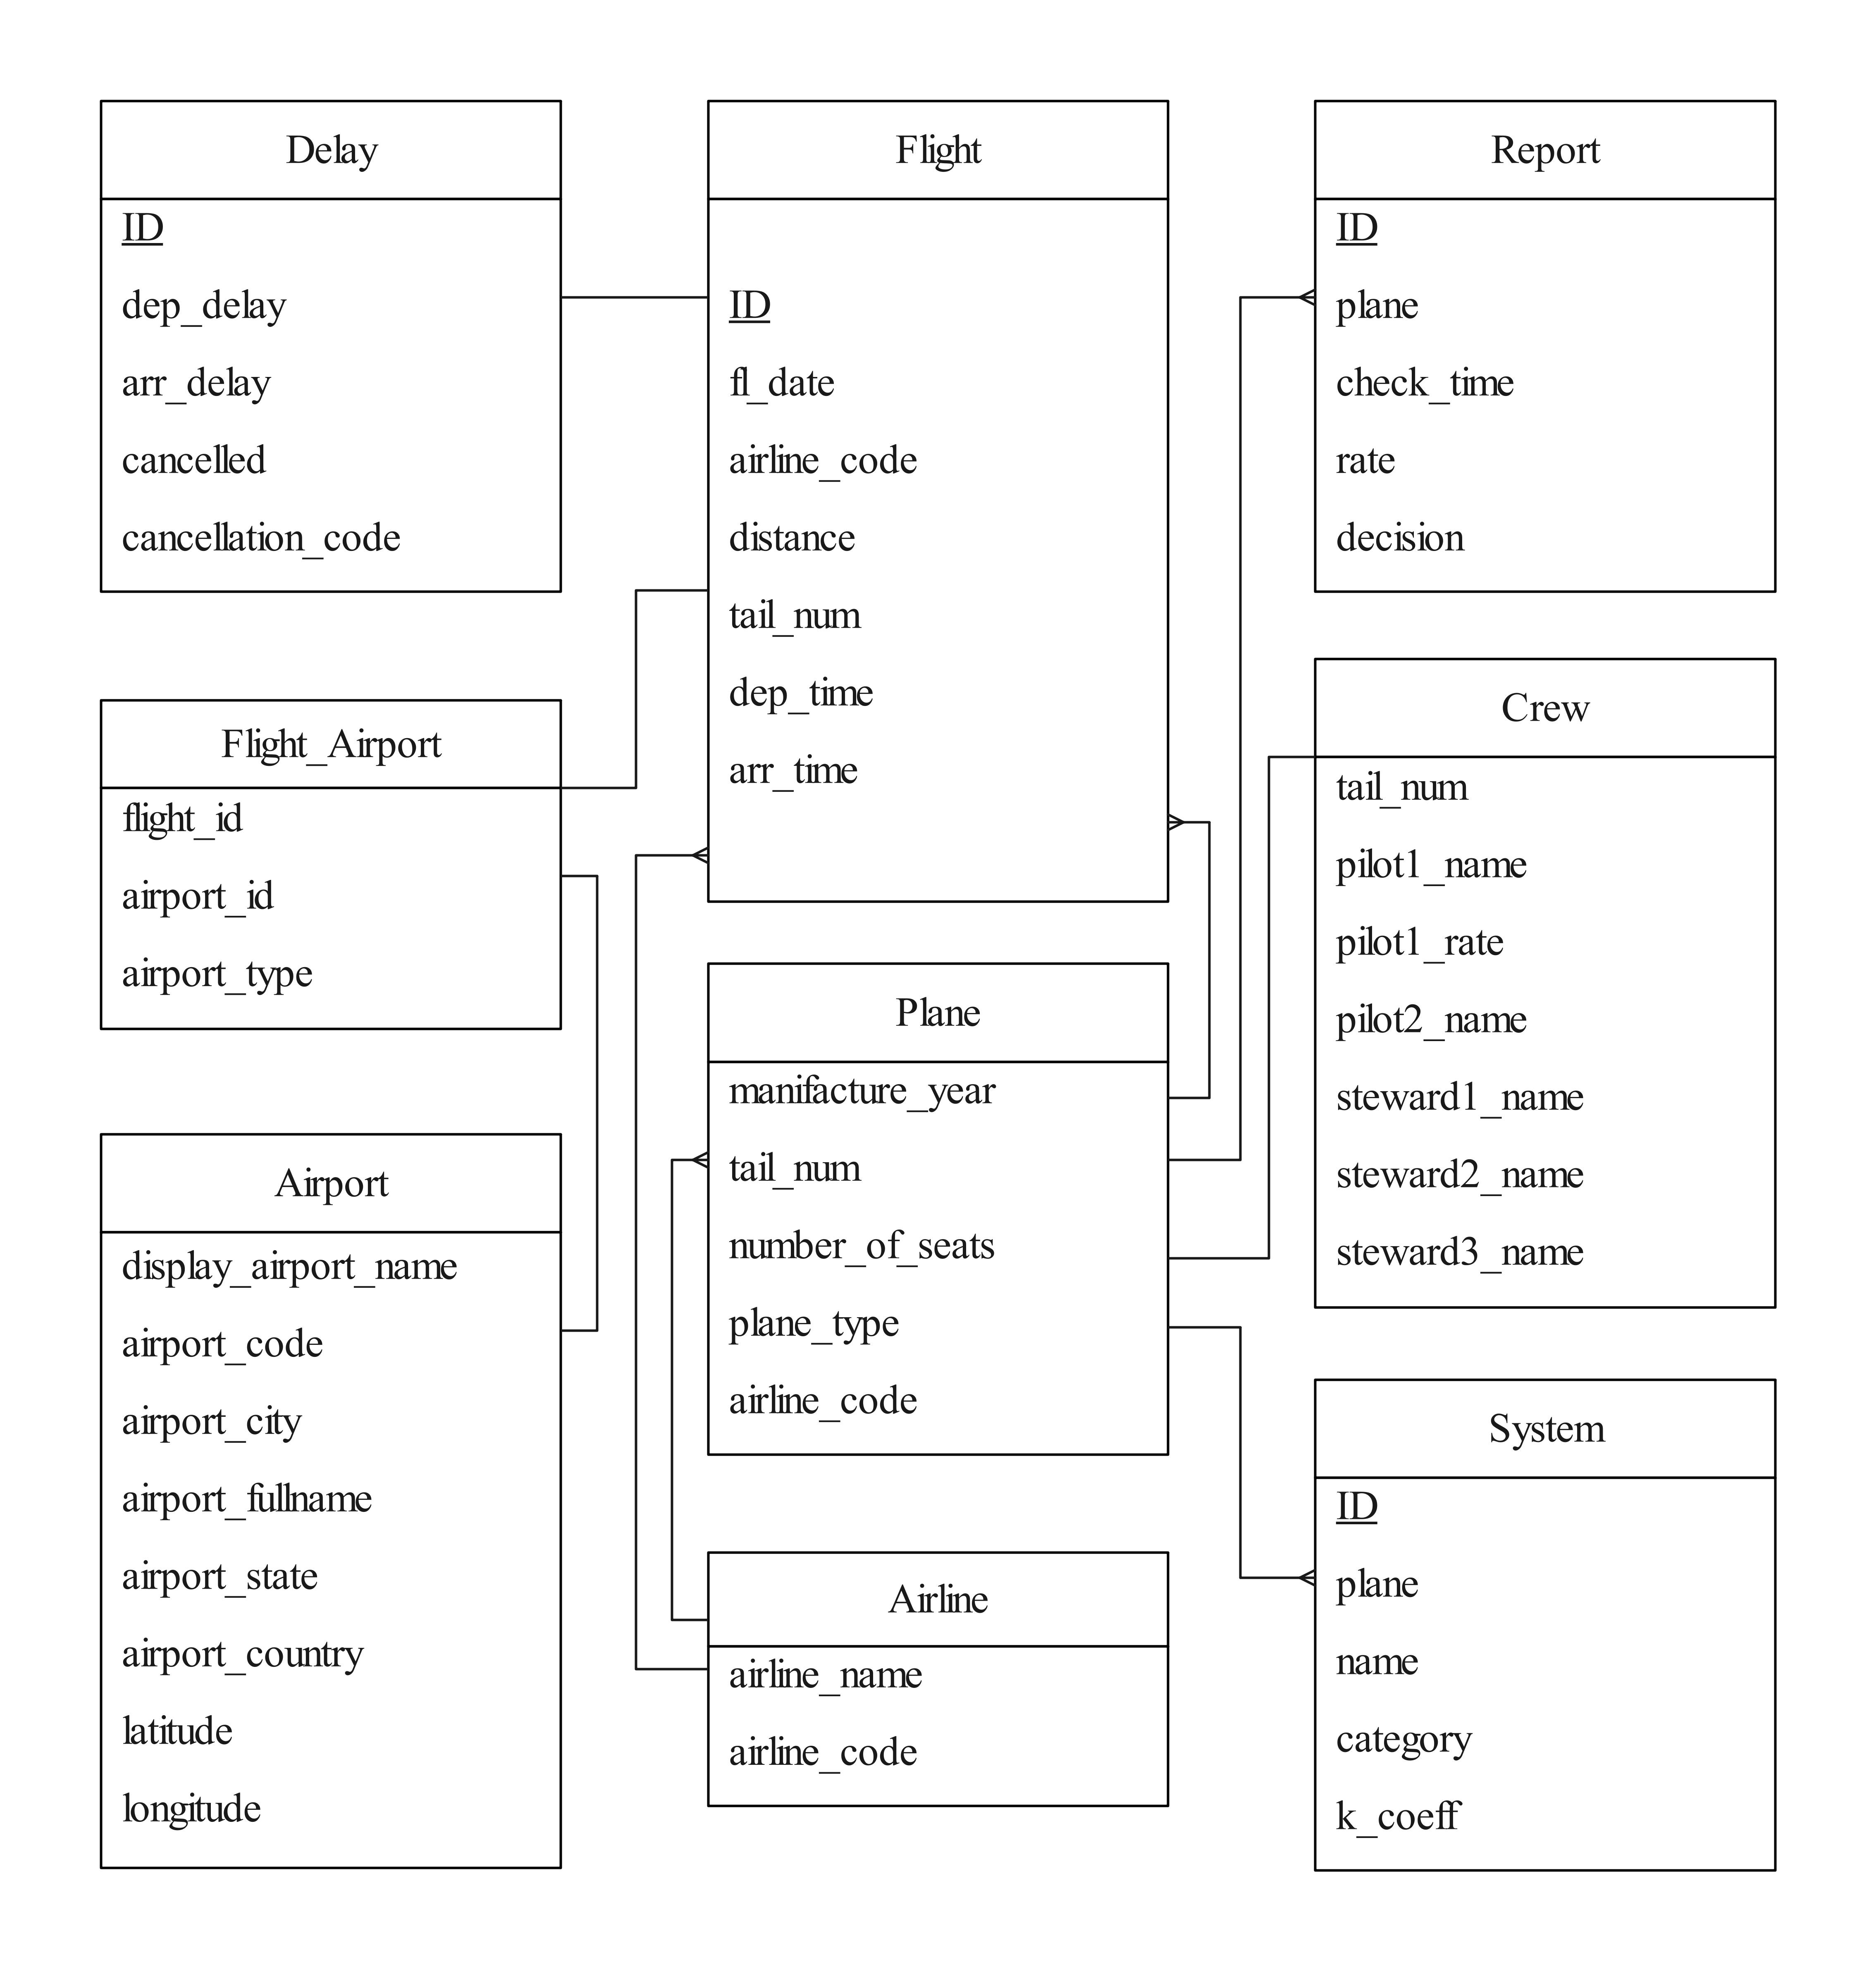 Delay
ID
dep_delay
arr_delay
cancelled
cancellation_code
Flight
ID
fl_date
airline_code
distance
tail_num
dep_time
arr_time
Report
ID
plane
check_time
rate
decision
Flight_Airport
flight_id
airport_id
airport_type
Crew
tail_num
pilot1_name
pilot1_rate
pilot2_name
steward1_name
steward2_name
steward3_name
Plane
manifacture_year
tail_num
number_of_seats
plane_type
airline_code
Airport
display_airport_name
airport_code
airport_city
airport_fullname
airport_state
airport_country
latitude
longitude
Airline
airline_name
airline_code
System
ID
plane
name
category
k_coeff